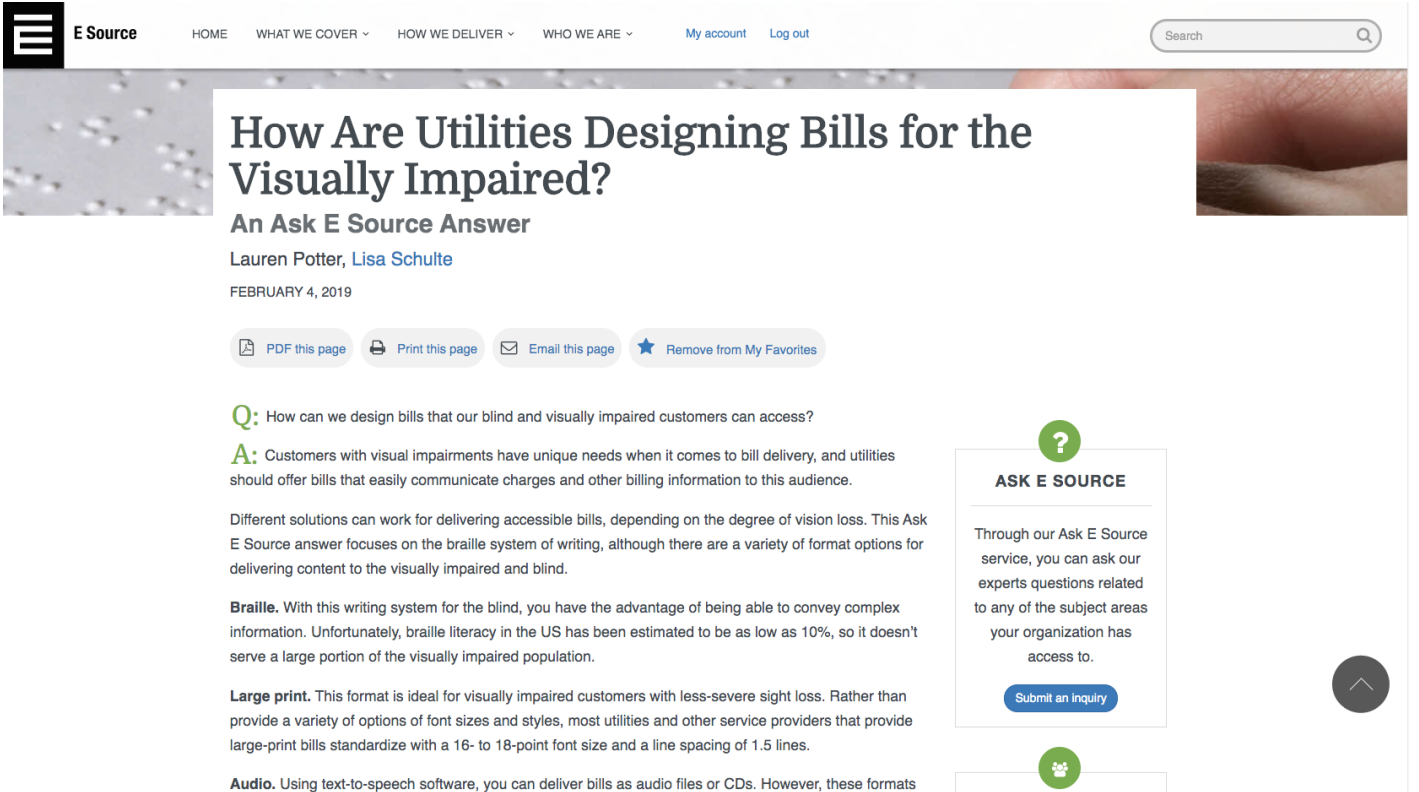 E Source
HOME
WHAT WE COVER
HOW WE DELIVER
WHO WE ARE
My account
Log out
Search
How Are Utilities Designing Bills for the
Visually Impaired?
An Ask E Source Answer
Lauren Potter, Lisa Schulte
FEBRUARY 4, 2019
PDF this page
Print this page
Email this page
Remove from My Favorites
Q: How can we design bills that our blind and visually impaired customers can access?
A: Customers with visual impairments have unique needs when it comes to bill delivery, and utilities
should offer bills that easily communicate charges and other billing information to this audience.
Different solutions can work for delivering accessible bills, depending on the degree of vision loss. This Ask
E Source answer focuses on the braille system of writing, although there are a variety of format options for
delivering content to the visually impaired and blind.
Braille. With this writing system for the blind, you have the advantage of being able to convey complex
information. Unfortunately, braille literacy in the US has been estimated to be as low as 10%, so it doesn't
serve a large portion of the visually impaired population.
Large print. This format is ideal for visually impaired customers with less-severe sight loss. Rather than
provide a variety of options of font sizes and styles, most utilities and other service providers that provide
large-print bills standardize with a 16- to 18-point font size and a line spacing of 1.5 lines.
Audio. Using text-to-speech software, you can deliver bills as audio files or CDs. However, these formats
?
ASK E SOURCE
Through our Ask E Source
service, you can ask our
experts questions related
to any of the subject areas
your organization has
access to.
Submit an inquiry